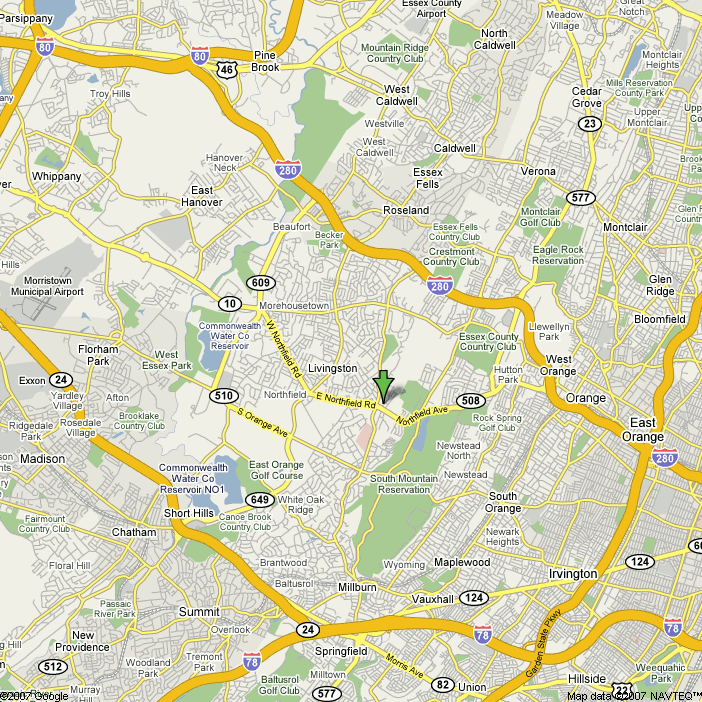 Parsippany
80
80
Pine
Brook
46
Essex County
Airport
Meadow
Village
Great
Notch
North
Caldwell
Mountain Ridge
Country Club
Montclair
Heights
Troy Hills
West
Caldwell
Cedar
Grove
Mills Reservation
County Park
Upper
Montclair
Westville
23
West
Caldwell
Caldwell
Hanover
Neck
280
Essex
Fells
Verona
Whippany
East
Hanover
577
Roseland
Montclair
Golf Club
Montclair
Beaufort
Becker
Park
Essex Fells
Country Club
Crestmont
Country Club
Eagle Rock
Reservation
Hills
Morristown
Municipal Airport
609
280
Glen
Ridge
10
Morehousetown
Bloomfield
Commonwealth
Water Co
Reservoir
W Northfield Rd
Llewellyn
Park
Essex County
Country Club
Florham
Park
West
Essex
Park
West
Orange
Livingston
Hutton
Park
Exxon
24
Yardley
Village
Afton
510
Northfield
E Northfield Rd
Northfield Ave
508
Orange
Ridgedale
Park
Rosedale
Village
Brooklake
Country Club
S Orange Ave
Rock Spring
Golf Club
East
Orange
Madison
Commonwealth
Water Co
Reservoir NO1
East Orange
Golf Course
Newstead
North
280
South Mountain
Reservation
Newstead
649
White Oak
Ridge
South
Orange
Short Hills
Canoe Brook
Country Club
Fairmount
Country Club
Chatham
Newark
Heights
Floral Hill
Brantwood
Wyoming
Maplewood
124
Irvington
Baltusrol
Millburn
Vauxhall
124
Passaic
River Park
Summit
Overlook
24
78
78
New
Providence
Tremont
Park
Springfield
Garden State Pkwy
512
Woodland
Park
78
Morris Ave
Weequahic
Park
Murray
Hill
Baltusrol
Golf Club
Milltown
577
82
Union
Hillside
22
©2007 Google
Map data ©2007 NAVTEQ™